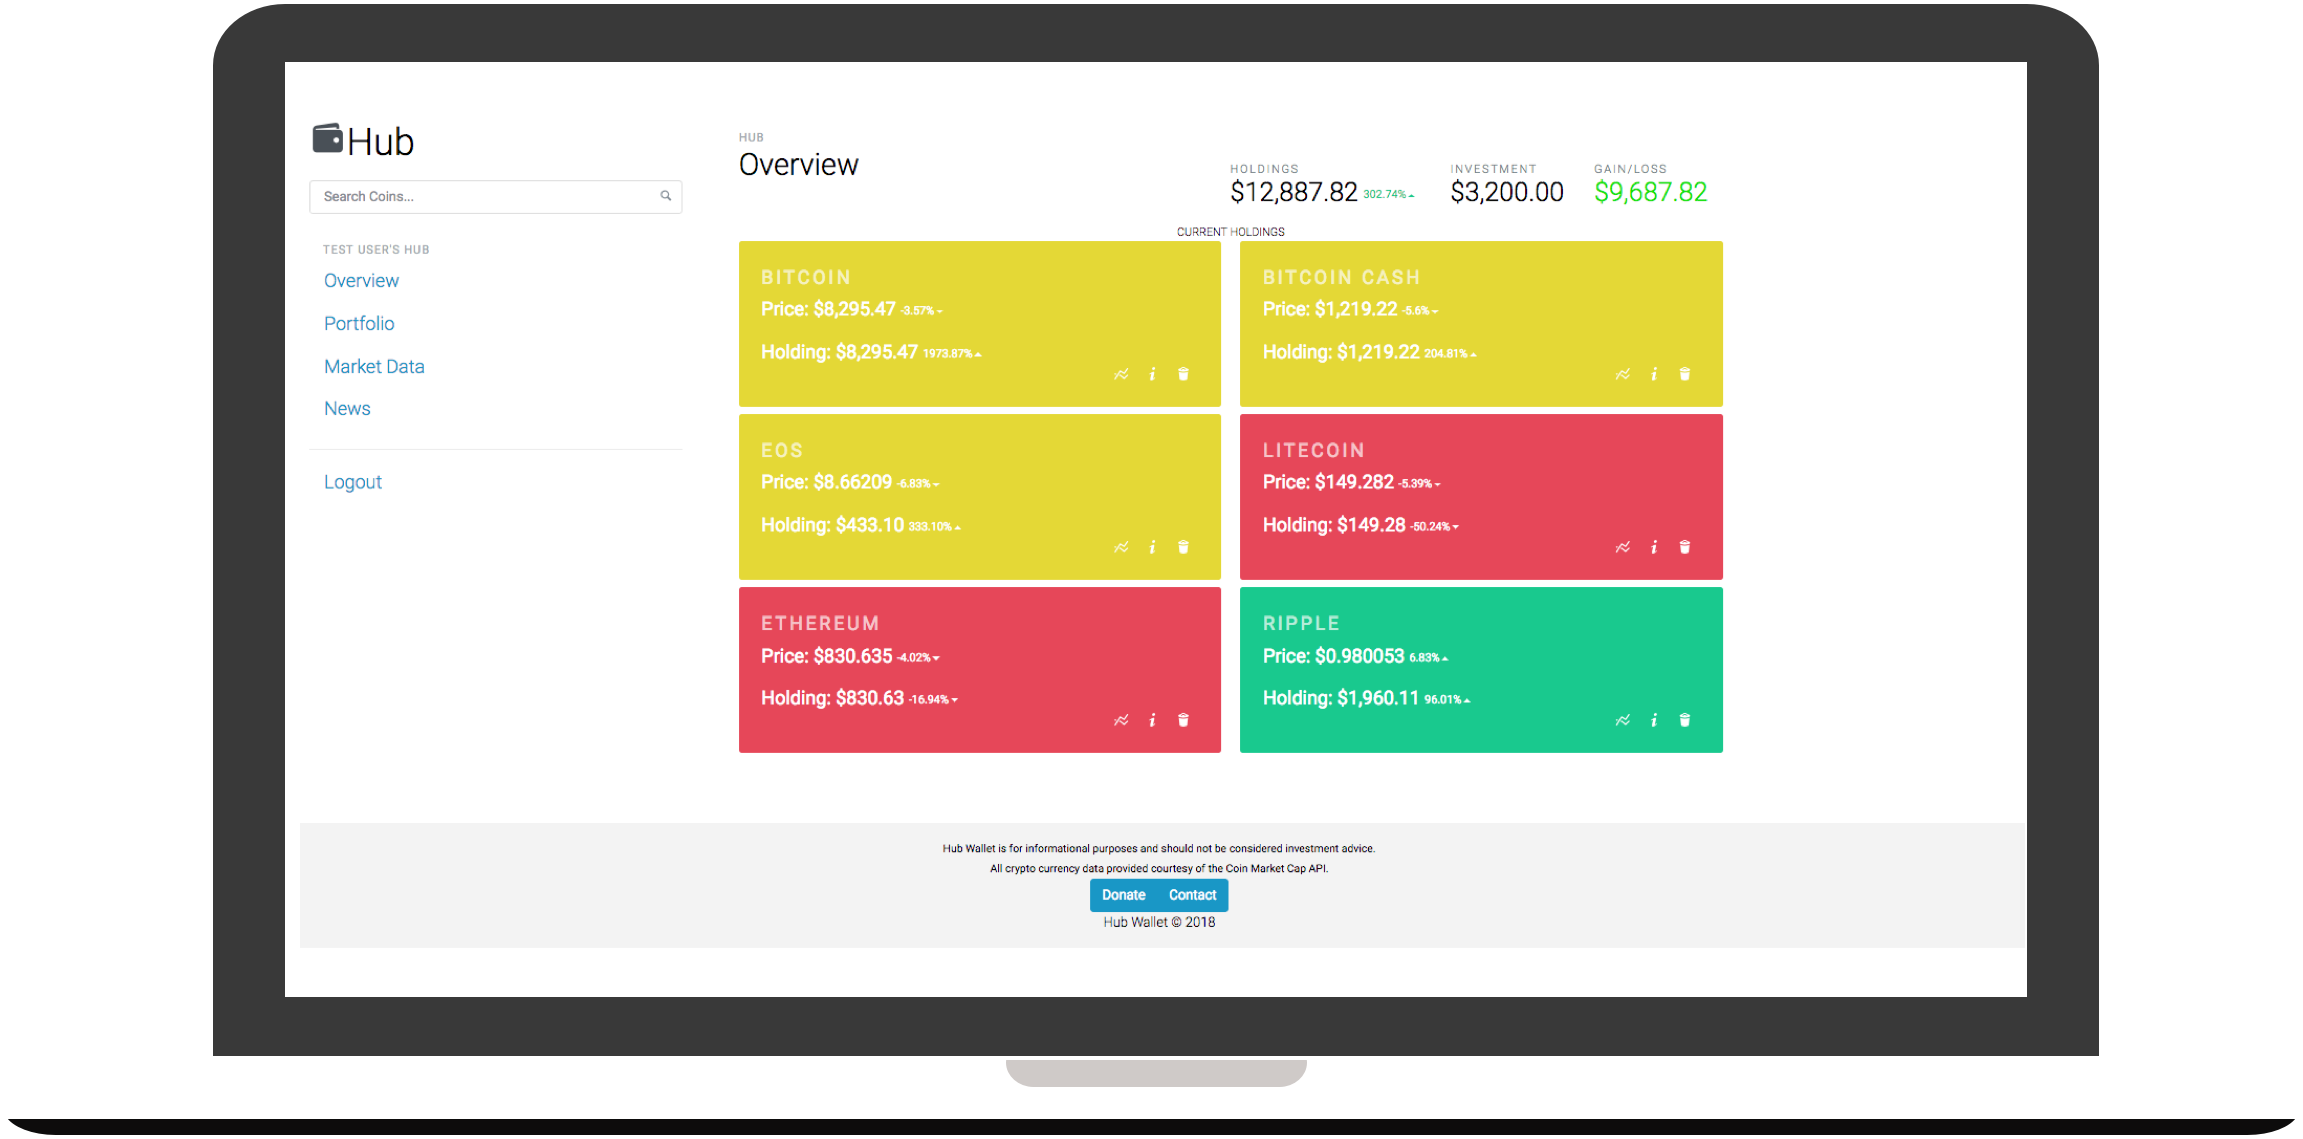 Hub
Search Coins...
TEST USER'S HUB
Overview
Portfolio
Market Data
News
Logout
HUB
Overview
HOLDINGS
$12,887.82 302.74%
INVESTMENT
$3,200.00
GAIN/LOSS
$9,687.82
CURRENT HOLDINGS
BITCOIN
Price: $8,295.47 -3.57%
Holding: $8,295.47 1973.87%
BITCOIN CASH
Price: $1,219.22 -5.6%
Holding: $1,219.22 204.81%
EOS
Price: $8.66209 -6.83%
Holding: $433.10 333.10%
LITECOIN
Price: $149.282 -5.39%
Holding: $149.28 -50.24%
ETHEREUM
Price: $830.635 -4.02%
Holding: $830.63 -16.94%
RIPPLE
Price: $0.980053 6.83%
Holding: $1,960.11 96.01%
Hub Wallet is for informational purposes and should not be considered investment advice.
All crypto currency data provided courtesy of the Coin Market Cap API.
Donate Contact
Hub Wallet © 2018